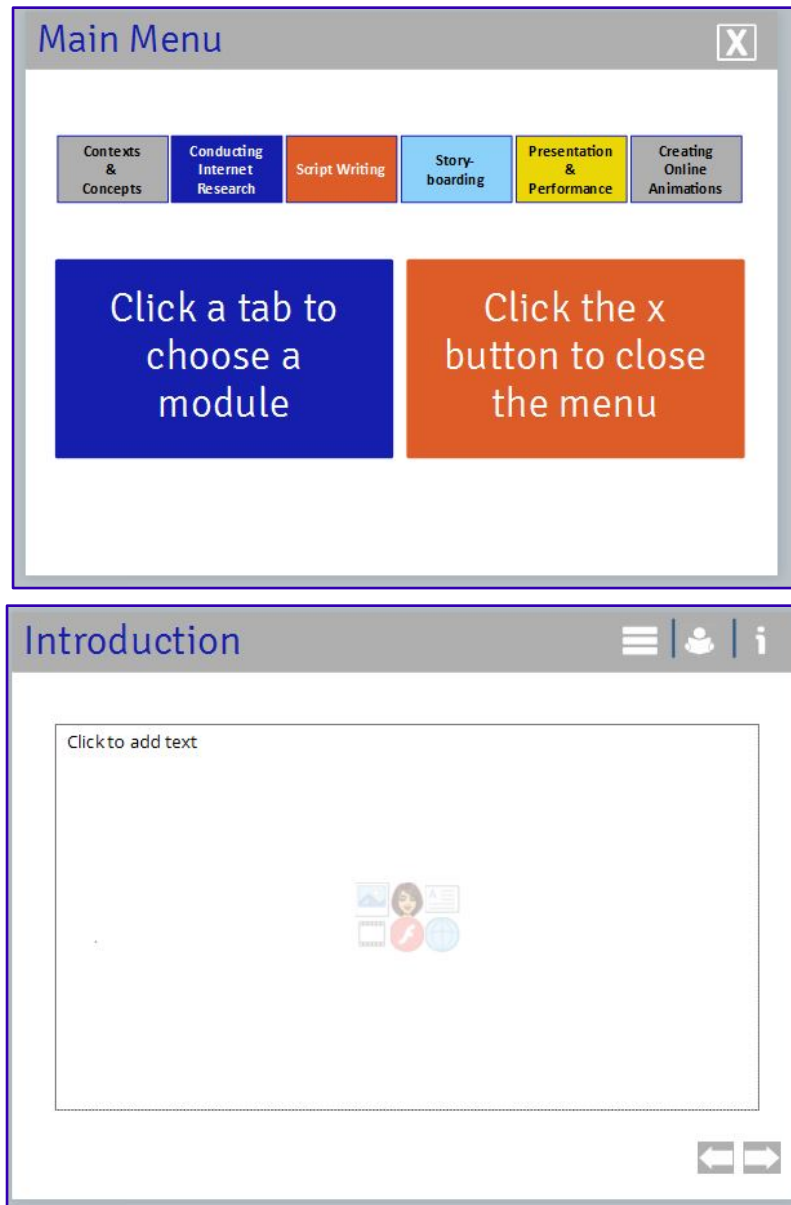 Main Menu
X
Contexts
&
Concepts
Conducting
Internet
Research
Script Writing
Story-
boarding
Presentation
&
Performance
Creating
Online
Animations
Click a tab to
choose a
module
Click the x
button to close
the menu
Introduction
i
Click to add text